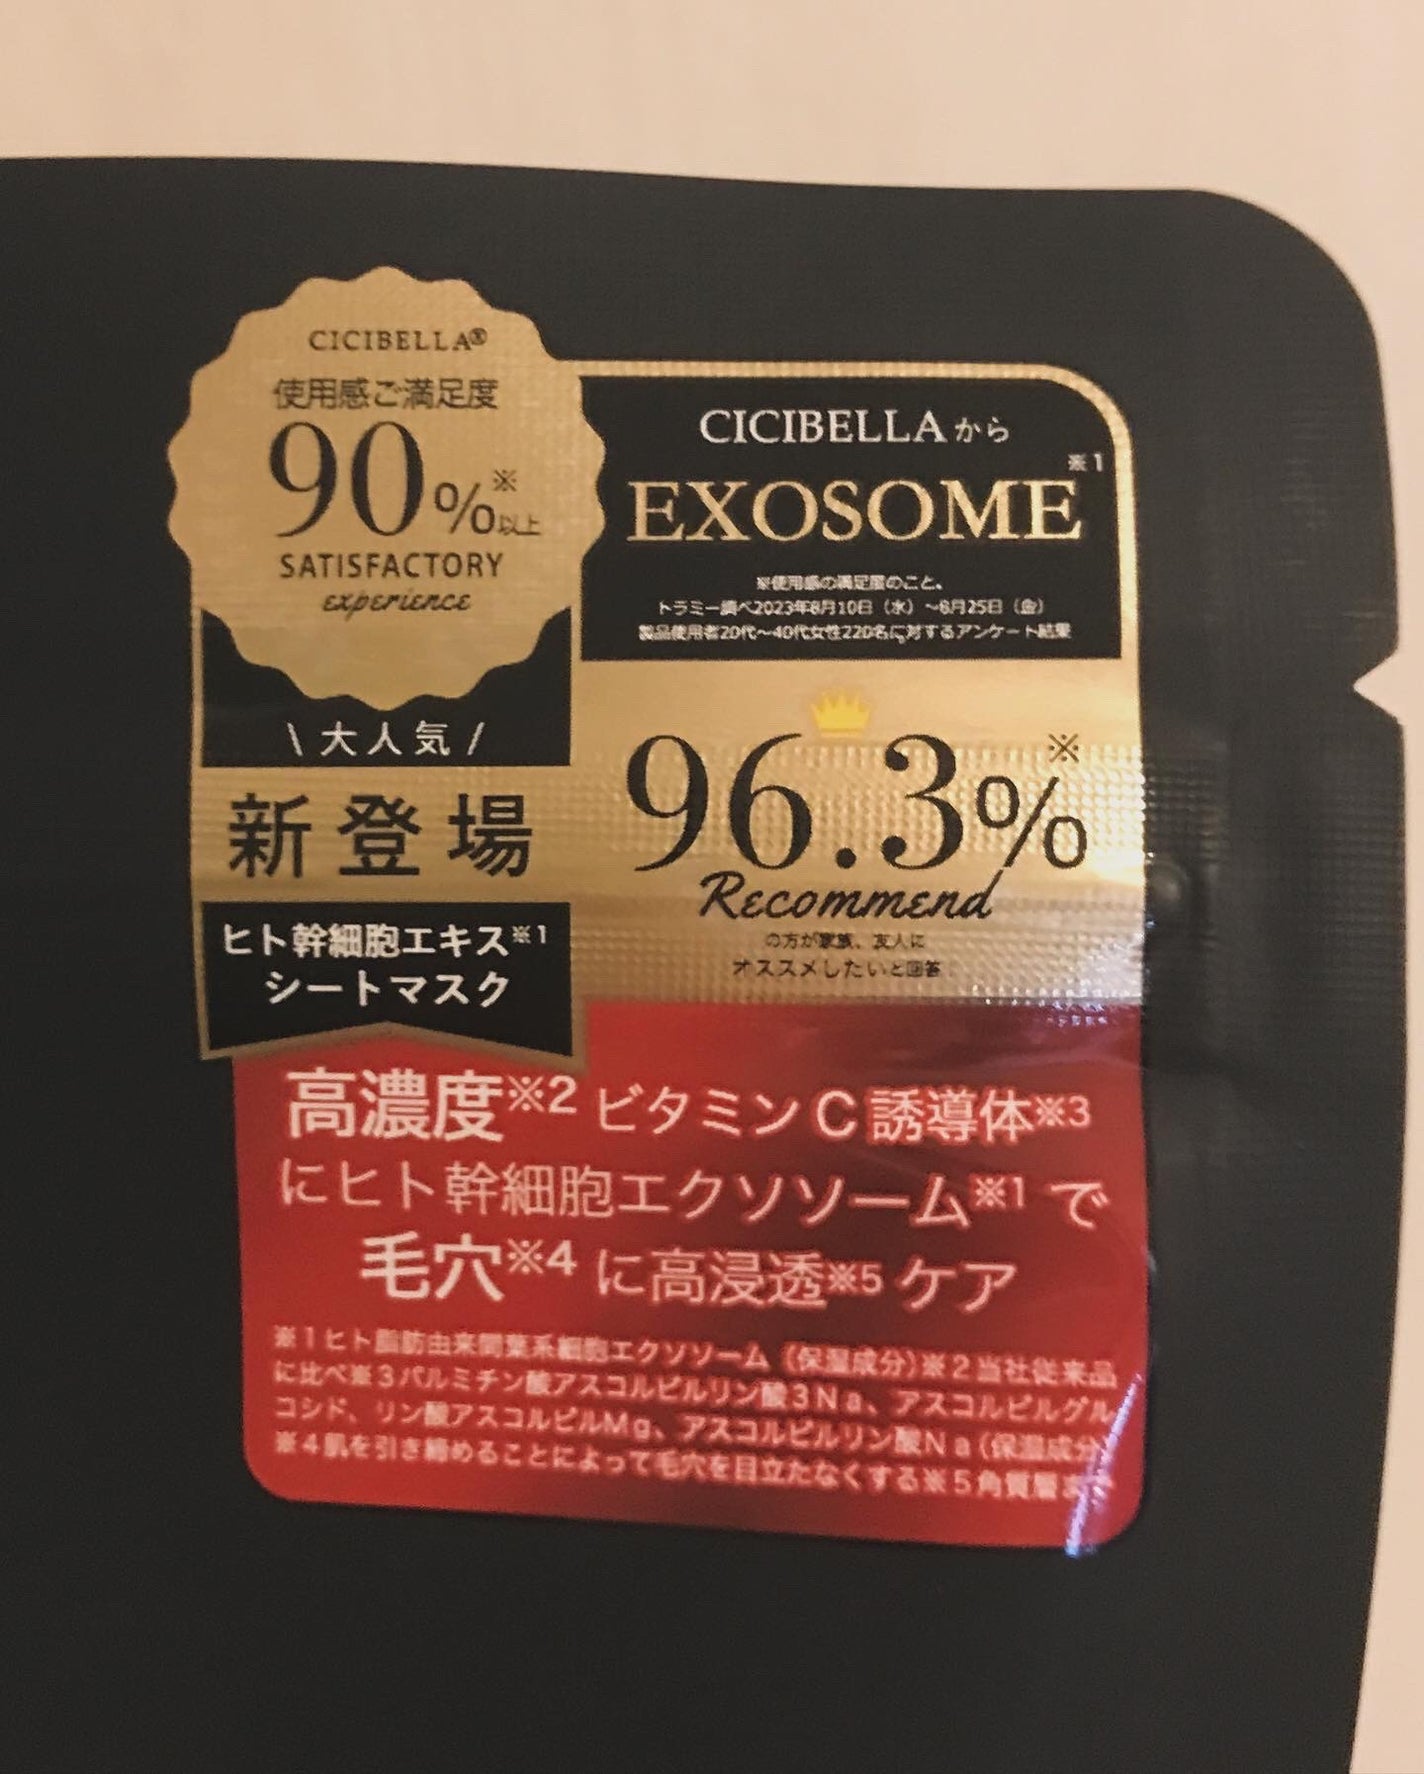 CICIBELLA®
使用感ご満足度
90%※以上
SATISFACTORY
experience
\ 大人気 /
新登場
ヒト幹細胞エキス※1
シートマスク
CICIBELLAから
EXOSOME※1
※使用感の満足度のこと。
トラミー調べ2023年8月10日（水）～8月25日（金）
製品使用者20代～40代女性220名に対するアンケート結果
96.3%※
Recommend
の方が家族、友人に
オススメしたいと回答
高濃度※2 ビタミンC誘導体※3
にヒト幹細胞エクソソーム※1 で
毛穴※4 に高浸透※5 ケア
※1ヒト脂肪由来間葉系細胞エクソソーム（保湿成分）※2当社従来品
に比べ※3パルミチン酸アスコルビルリン酸3Na、アスコルビルグル
コシド、リン酸アスコルビルMg、アスコルビルリン酸Na（保湿成分）
※4肌を引き締めることによって毛穴を目立たなくする※5角質層まで